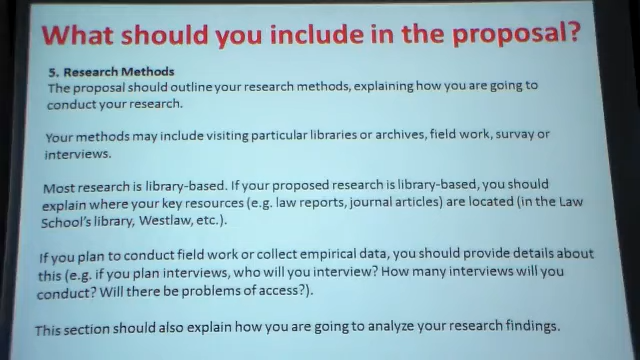 What should you include in the proposal?
5. Research Methods
The proposal should outline your research methods, explaining how you are going to
conduct your research.
Your methods may include visiting particular libraries or archives, field work, survay or
interviews.
Most research is library-based. If your proposed research is library-based, you should
explain where your key resources (e.g. law reports, journal articles) are located (in the Law
School's library, Westlaw, etc.).
If you plan to conduct field work or collect empirical data, you should provide details about
this (e.g. if you plan interviews, who will you interview? How many interviews will you
conduct? Will there be problems of access?).
This section should also explain how you are going to analyze your research findings.